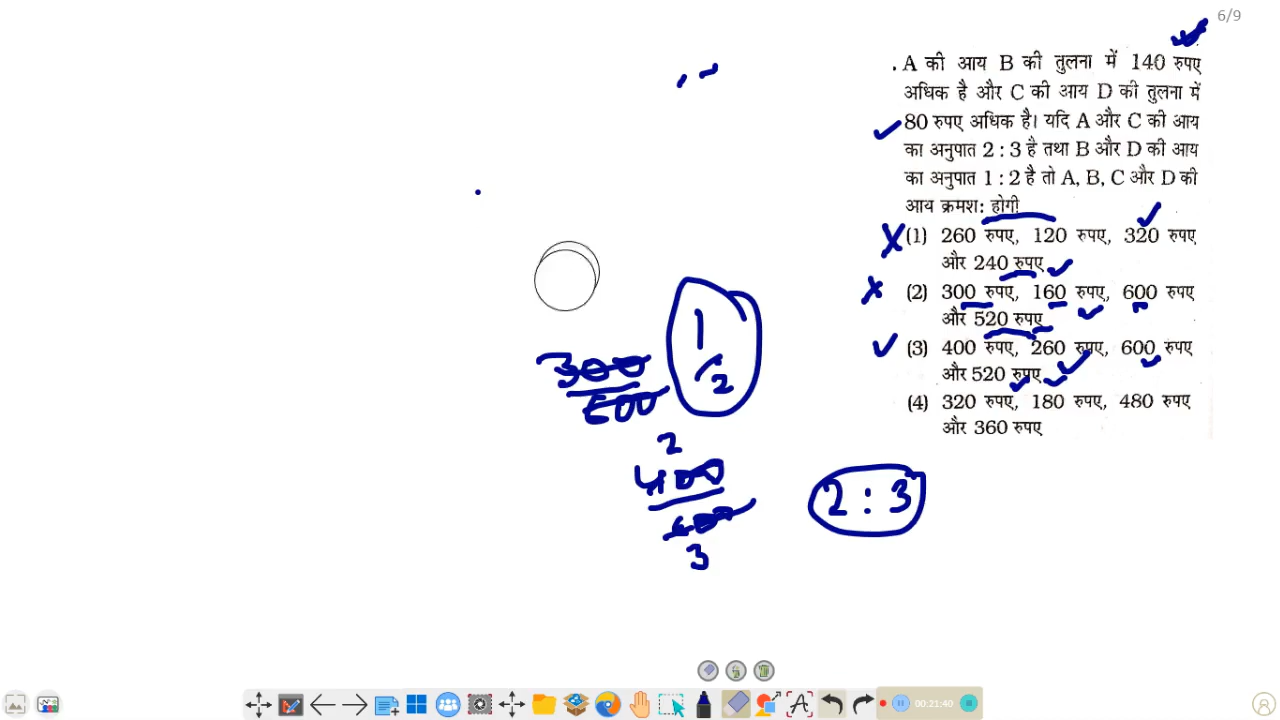 6/9
. A की आय B की तुलना में 140 रुपए
अधिक है और C की आय D की तुलना में
80 रुपए अधिक है। यदि A और C की आय
का अनुपात 2 : 3 है तथा B और D की आय
का अनुपात 1 : 2 है तो A, B, C और D की
आय क्रमश: होगी
(1) 260 रुपए, 120 रुपए, 320 रुपए
और 240 रुपए
(2) 300 रुपए, 160 रुपए, 600 रुपए
और 520 रुपए
(3) 400 रुपए, 260 रुपए, 600 रुपए
और 520 रुपए
(4) 320 रुपए, 180 रुपए, 480 रुपए
और 360 रुपए
300
600
1
2
2
400
600
3
2 : 3
00:21:40